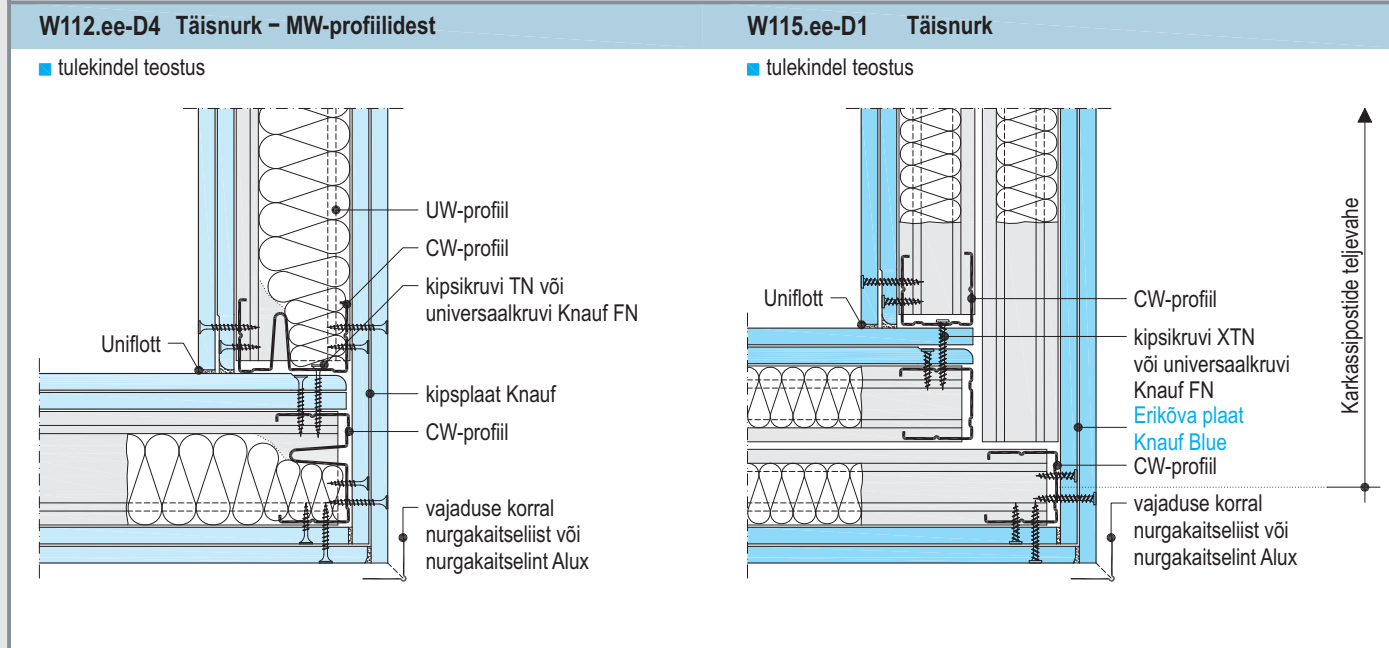 W112.ee-D4 Täisnurk – MW-profiilidest
tulekindel teostus
UW-profiil
CW-profiil
kipsikruvi TN või
universaalkruvi Knauf FN
Uniflott
kipsplaat Knauf
CW-profiil
vajaduse korral
nurgakaitseliist või
nurgakaitselint Alux
W115.ee-D1 Täisnurk
tulekindel teostus
Uniflott
CW-profiil
kipsikruvi XTN
või universaalkruvi
Knauf FN
Erikõva plaat
Knauf Blue
CW-profiil
vajaduse korral
nurgakaitseliist või
nurgakaitselint Alux
Karkassipostide teljevahe